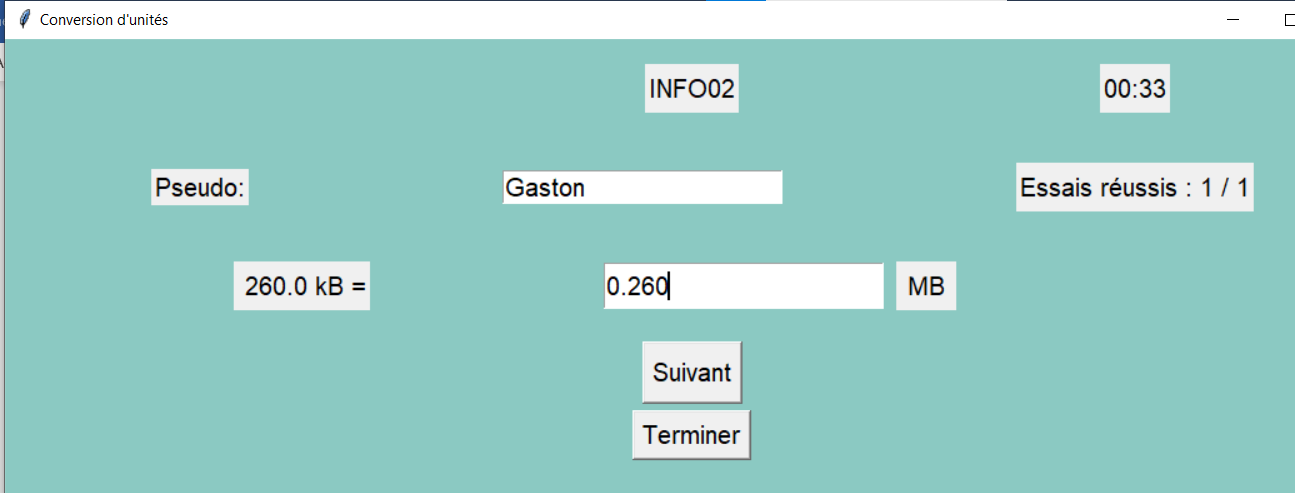 Conversion d'unités
INFO02
00:33
Pseudo:
Gaston
Essais réussis : 1 / 1
260.0 kB =
0.260
MB
Suivant
Terminer